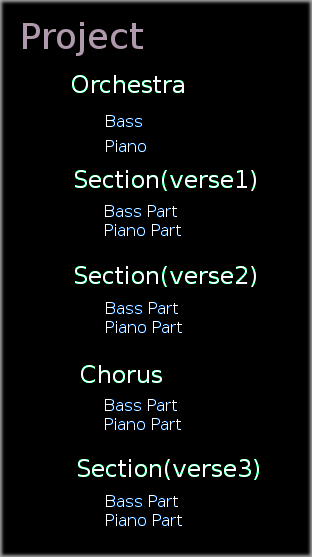 Project
Orchestra
Bass
Piano
Section(verse1)
Bass Part
Piano Part
Section(verse2)
Bass Part
Piano Part
Chorus
Bass Part
Piano Part
Section(verse3)
Bass Part
Piano Part